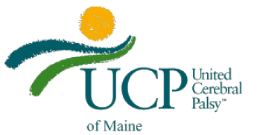 UCP United
Cerebral
Palsy™
of Maine